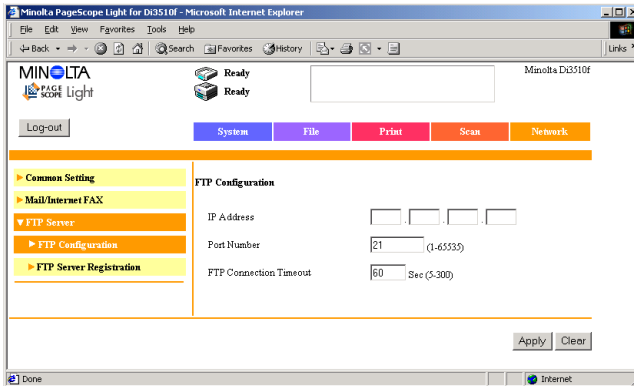 Minolta PageScope Light for Di3510f - Microsoft Internet Explorer
File Edit View Favorites Tools Help
Back Search Favorites History Links
MINOLTA Ready Minolta Di3510f
PAGE SCOPE Light Ready
Log-out System File Print Scan Network
Common Setting
FTP Configuration
Mail/Internet FAX
FTP Server
IP Address . . .
FTP Configuration
Port Number 21 (1-65535)
FTP Server Registration
FTP Connection Timeout 60 Sec (5-300)
Apply Clear
Done Internet